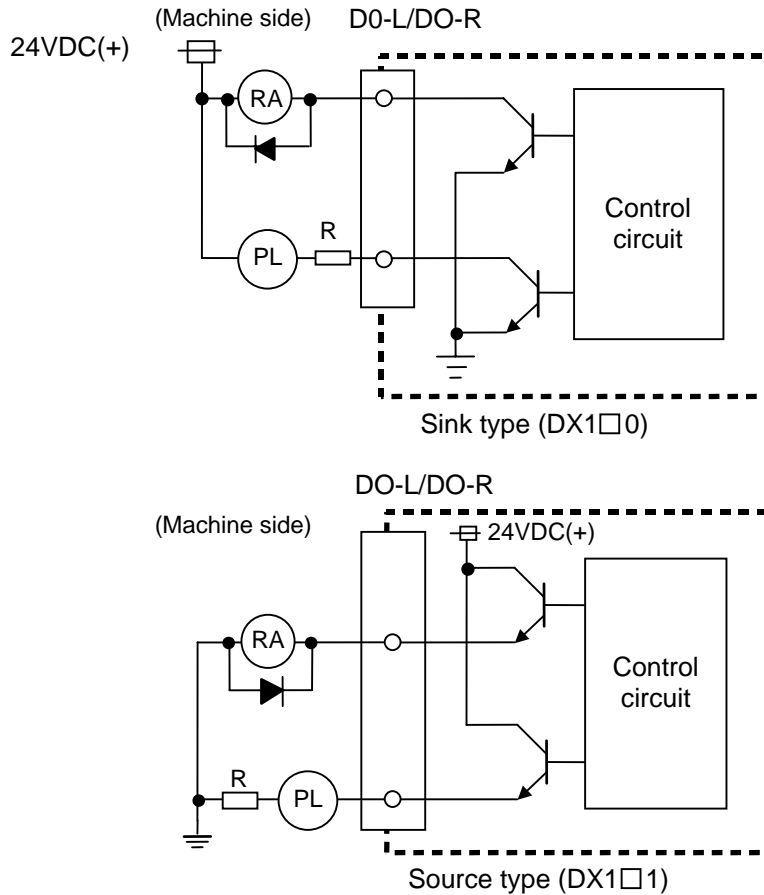 (Machine side) D0-L/DO-R
24VDC(+)
RA
Control
circuit
R
PL
Sink type (DX1□0)
DO-L/DO-R
(Machine side)
24VDC(+)
RA
Control
circuit
R
PL
Source type (DX1□1)